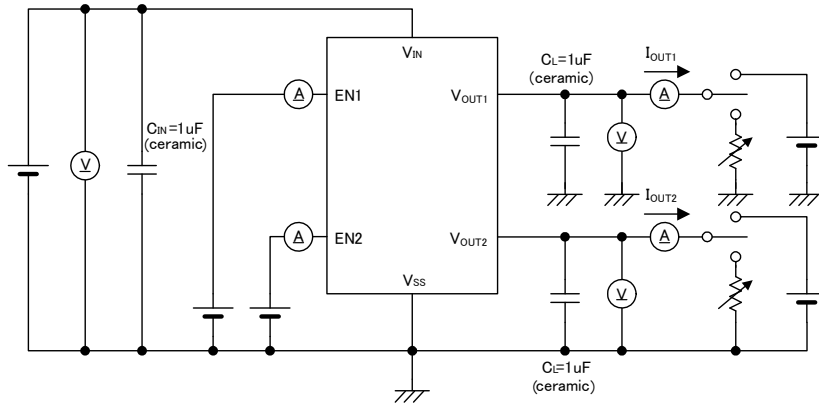 VIN
EN1
EN2
VOUT1
VOUT2
VSS
CIN=1uF
(ceramic)
CL=1uF
(ceramic)
IOUT1
IOUT2
CL=1uF
(ceramic)
A
A
A
A
V
V
V